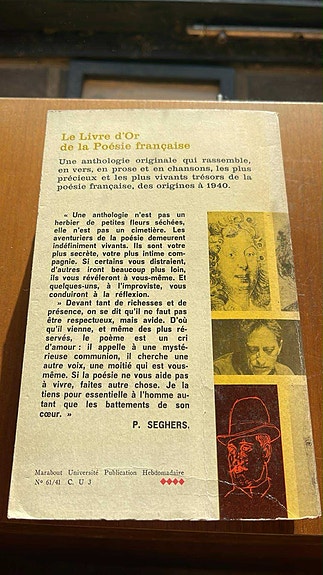 Le Livre d'Or
de la Poésie française
Une anthologie originale qui rassemble,
en vers, en prose et en chansons, les plus
précieux et les plus vivants trésors de la
poésie française, des origines à 1940.
« Une anthologie n'est pas un
herbier de petites fleurs séchées,
elle n'est pas un cimetière. Les
aventuriers de la poésie demeurent
indéfiniment vivants. Ils sont votre
plus secrète, votre plus intime com-
pagnie. Si certains vous distraient,
d'autres iront beaucoup plus loin,
ils vous révéleront à vous-même. Et
quelques-uns, à l'improviste, vous
conduiront à la réflexion.
» Devant tant de richesses et de
présence, on se dit qu'il ne faut pas
être respectueux, mais avide. D'où
qu'il vienne, et même des plus ré-
servés, le poème est un cri
d'amour : il appelle à une mysté-
rieuse communion, il cherche une
autre voix, une moitié qui est vous-
même. Si la poésie ne vous aide pas
à vivre, faites autre chose. Je la
tiens pour essentielle à l'homme au-
tant que les battements de son
cœur. »
P. SEGHERS.
Marabout Université Publication Hebdomadaire
N° 61/41 C. U 3